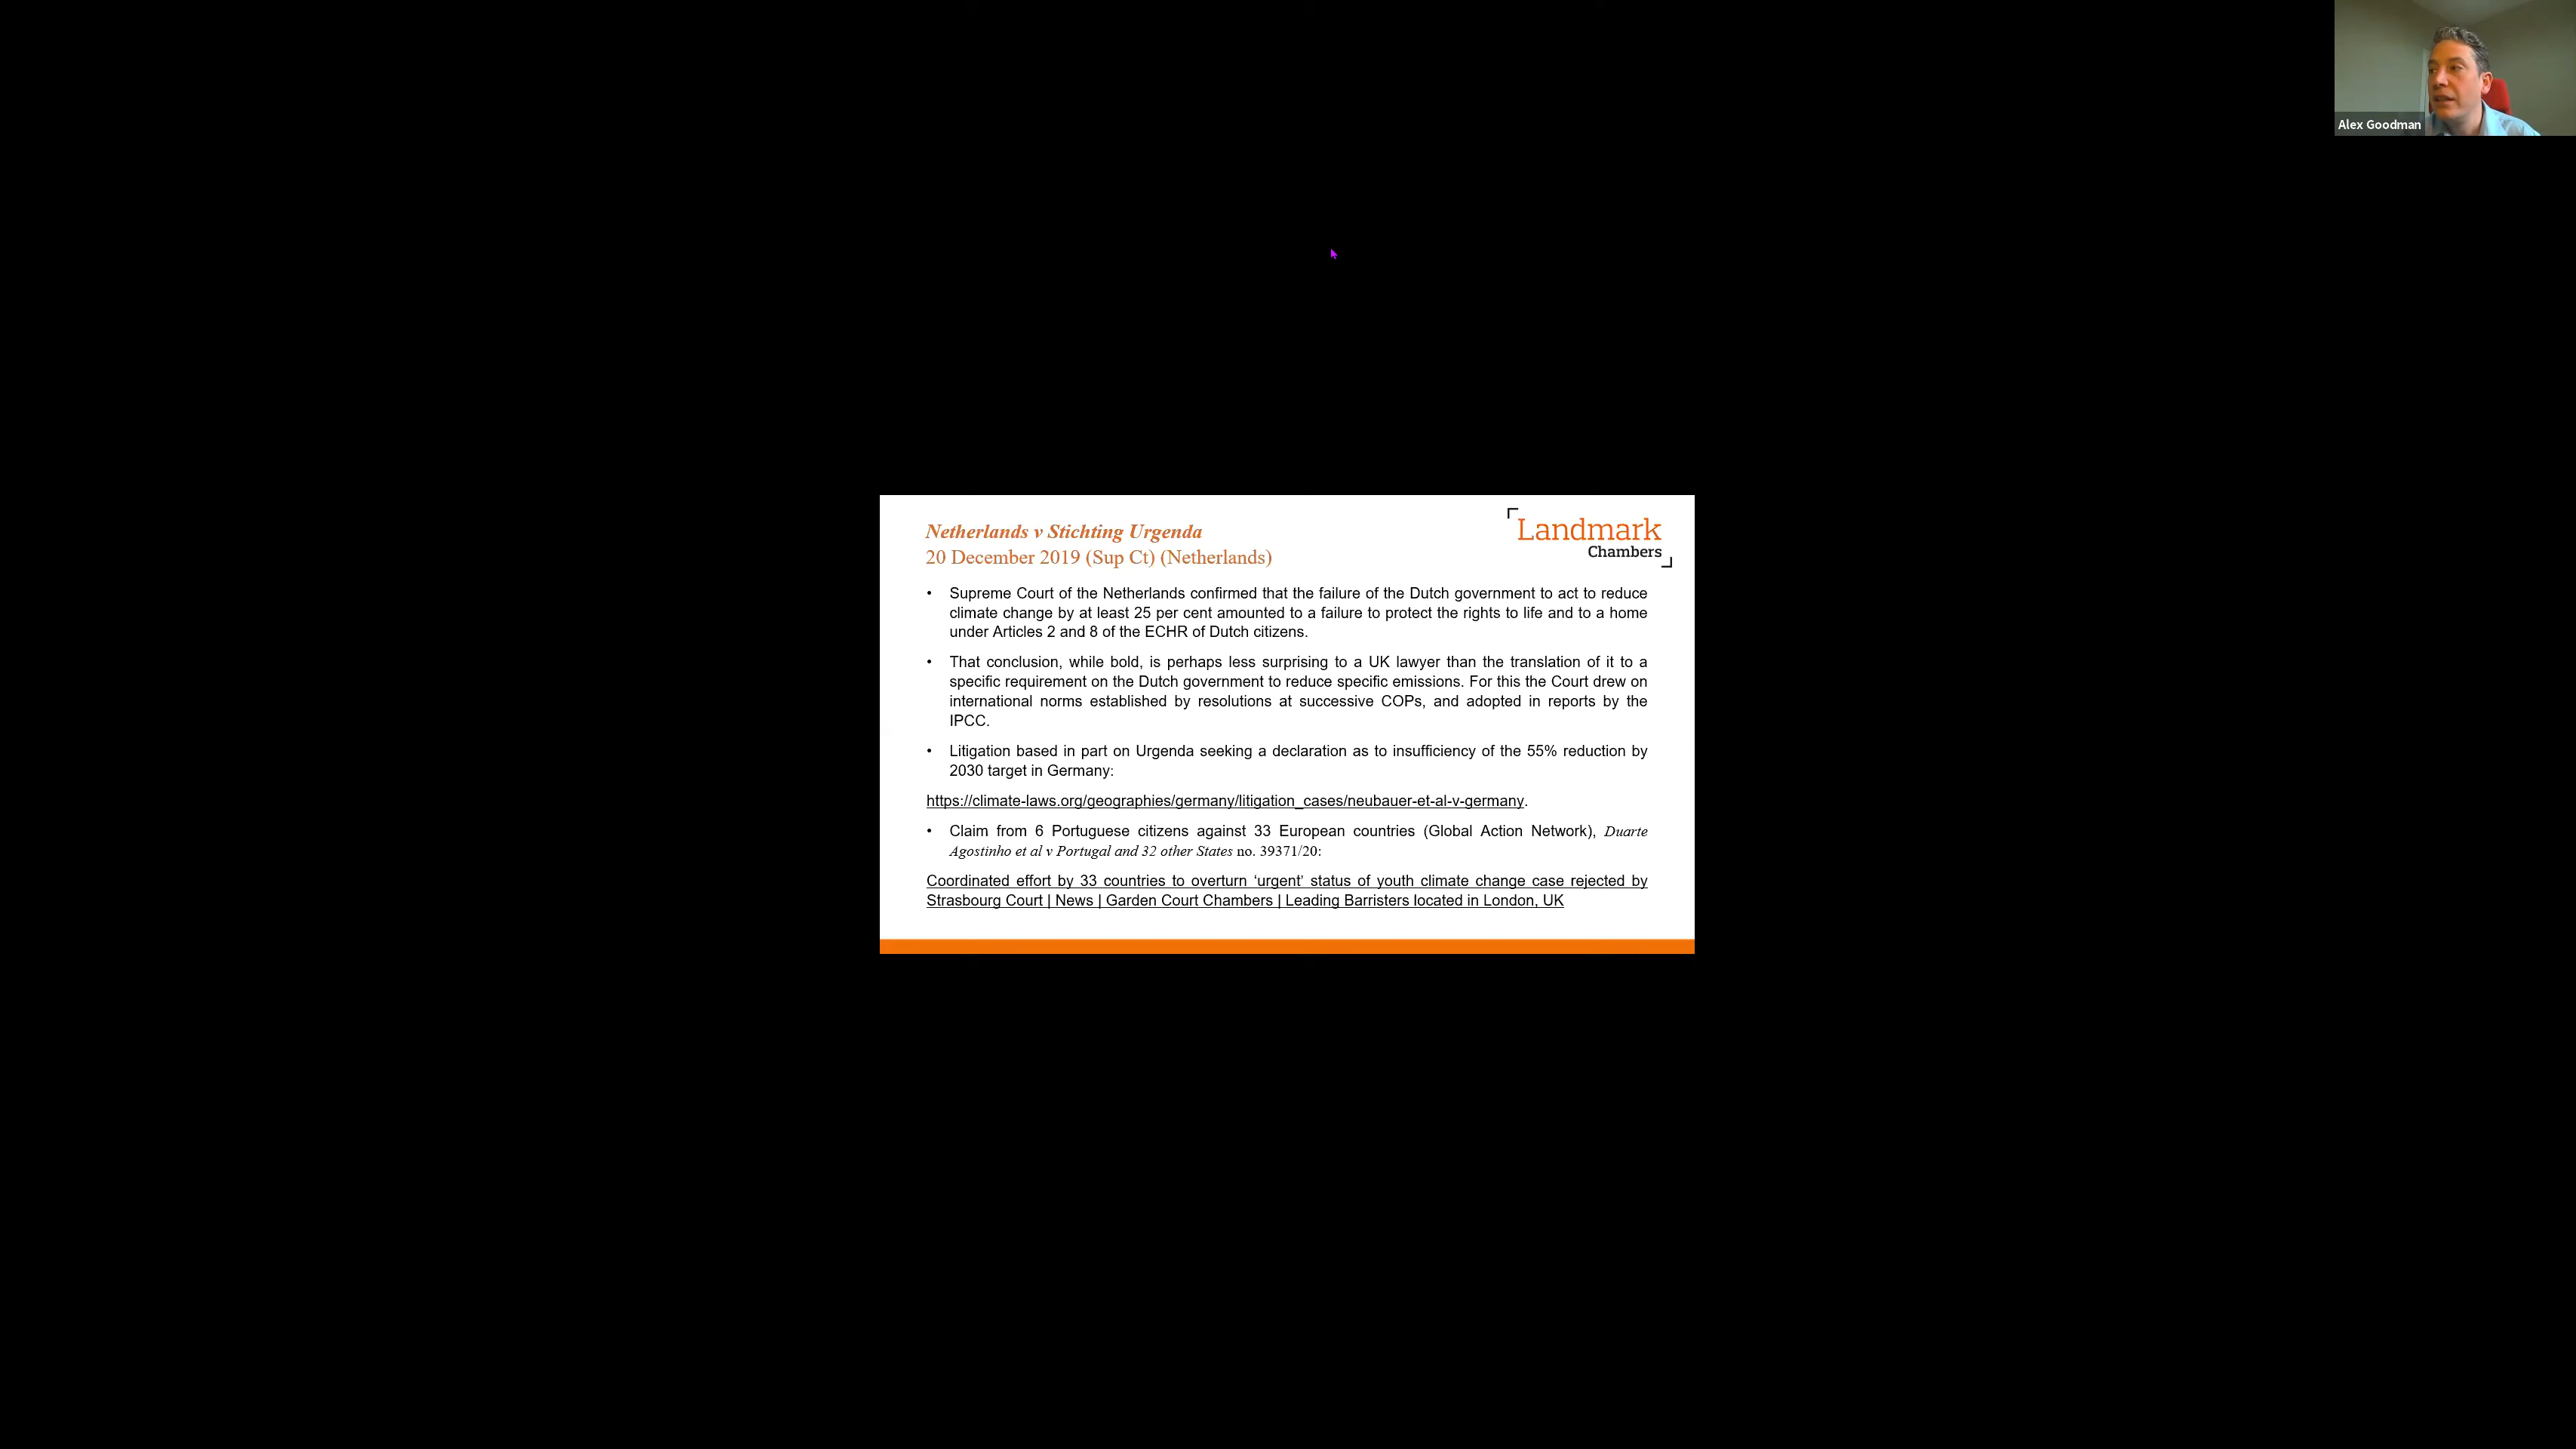 Alex Goodman
Netherlands v Stichting Urgenda
20 December 2019 (Sup Ct) (Netherlands)
Landmark
Chambers
• Supreme Court of the Netherlands confirmed that the failure of the Dutch government to act to reduce
climate change by at least 25 per cent amounted to a failure to protect the rights to life and to a home
under Articles 2 and 8 of the ECHR of Dutch citizens.
• That conclusion, while bold, is perhaps less surprising to a UK lawyer than the translation of it to a
specific requirement on the Dutch government to reduce specific emissions. For this the Court drew on
international norms established by resolutions at successive COPs, and adopted in reports by the
IPCC.
• Litigation based in part on Urgenda seeking a declaration as to insufficiency of the 55% reduction by
2030 target in Germany:
https://climate-laws.org/geographies/germany/litigation_cases/neubauer-et-al-v-germany.
• Claim from 6 Portuguese citizens against 33 European countries (Global Action Network), Duarte
Agostinho et al v Portugal and 32 other States no. 39371/20:
Coordinated effort by 33 countries to overturn ‘urgent’ status of youth climate change case rejected by
Strasbourg Court | News | Garden Court Chambers | Leading Barristers located in London, UK